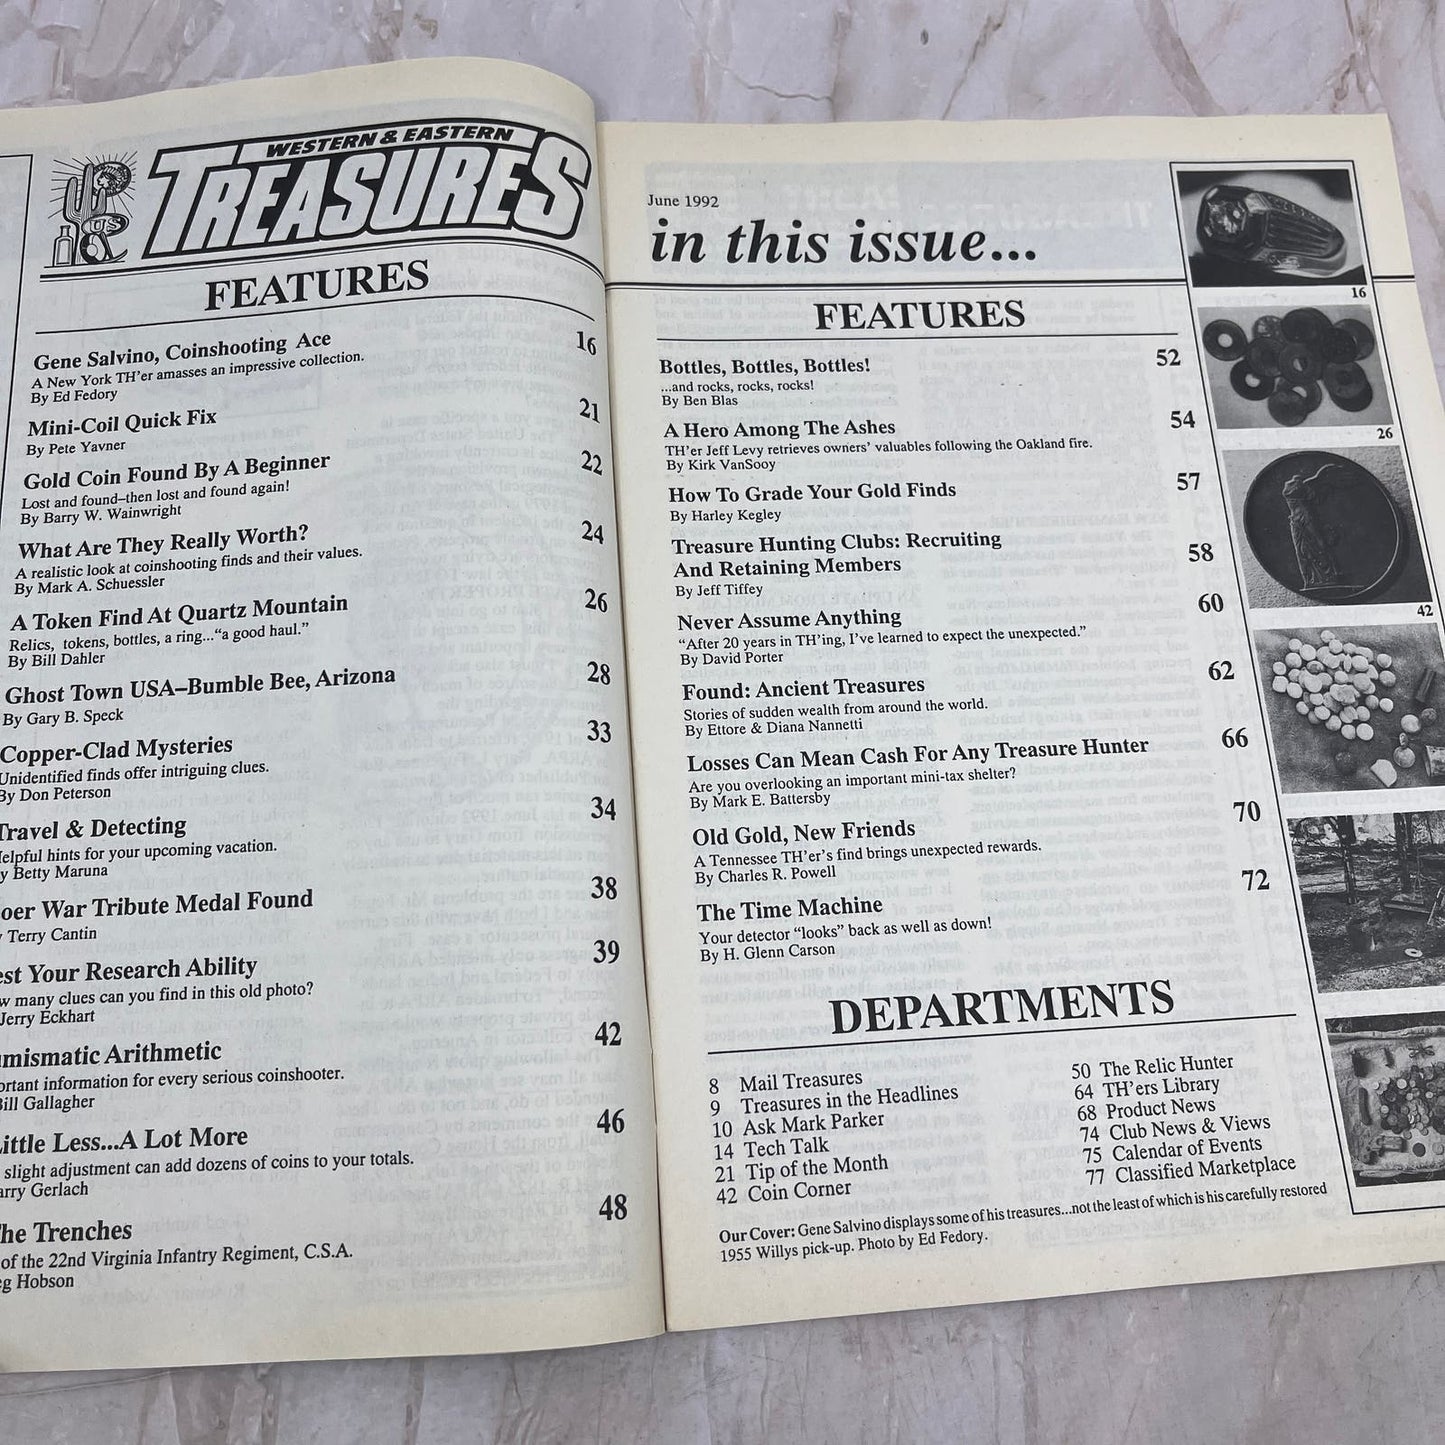 WESTERN & EASTERN
TREASURES
US
FEATURES
Gene Salvino, Coinshooting Ace 16
A New York TH'er amasses an impressive collection.
By Ed Fedory
Mini-Coil Quick Fix 21
By Pete Yavner
Gold Coin Found By A Beginner 22
Lost and found–then lost and found again!
By Barry W. Wainwright
What Are They Really Worth? 24
A realistic look at coinshooting finds and their values.
By Mark A. Schuessler
A Token Find At Quartz Mountain 26
Relics, tokens, bottles, a ring..."a good haul."
By Bill Dahler
Ghost Town USA–Bumble Bee, Arizona 28
By Gary B. Speck
Copper-Clad Mysteries 33
Unidentified finds offer intriguing clues.
By Don Peterson
Travel & Detecting 34
Helpful hints for your upcoming vacation.
y Betty Maruna
oer War Tribute Medal Found 38
Terry Cantin
est Your Research Ability 39
w many clues can you find in this old photo?
Jerry Eckhart
umismatic Arithmetic 42
ortant information for every serious coinshooter.
Bill Gallagher
Little Less...A Lot More 46
slight adjustment can add dozens of coins to your totals.
arry Gerlach
he Trenches 48
of the 22nd Virginia Infantry Regiment, C.S.A.
eg Hobson
June 1992
in this issue...
FEATURES
Bottles, Bottles, Bottles! 52
...and rocks, rocks, rocks!
By Ben Blas
A Hero Among The Ashes 54
TH'er Jeff Levy retrieves owners' valuables following the Oakland fire.
By Kirk VanSooy
How To Grade Your Gold Finds 57
By Harley Kegley
Treasure Hunting Clubs: Recruiting
And Retaining Members 58
By Jeff Tiffey
Never Assume Anything 60
"After 20 years in TH'ing, I've learned to expect the unexpected."
By David Porter
Found: Ancient Treasures 62
Stories of sudden wealth from around the world.
By Ettore & Diana Nannetti
Losses Can Mean Cash For Any Treasure Hunter 66
Are you overlooking an important mini-tax shelter?
By Mark E. Battersby
Old Gold, New Friends 70
A Tennessee TH'er's find brings unexpected rewards.
By Charles R. Powell
The Time Machine 72
Your detector "looks" back as well as down!
By H. Glenn Carson
DEPARTMENTS
8 Mail Treasures
9 Treasures in the Headlines
10 Ask Mark Parker
14 Tech Talk
21 Tip of the Month
42 Coin Corner
50 The Relic Hunter
64 TH'ers Library
68 Product News
74 Club News & Views
75 Calendar of Events
77 Classified Marketplace
Our Cover: Gene Salvino displays some of his treasures...not the least of which is his carefully restored
1955 Willys pick-up. Photo by Ed Fedory.
16
26
42